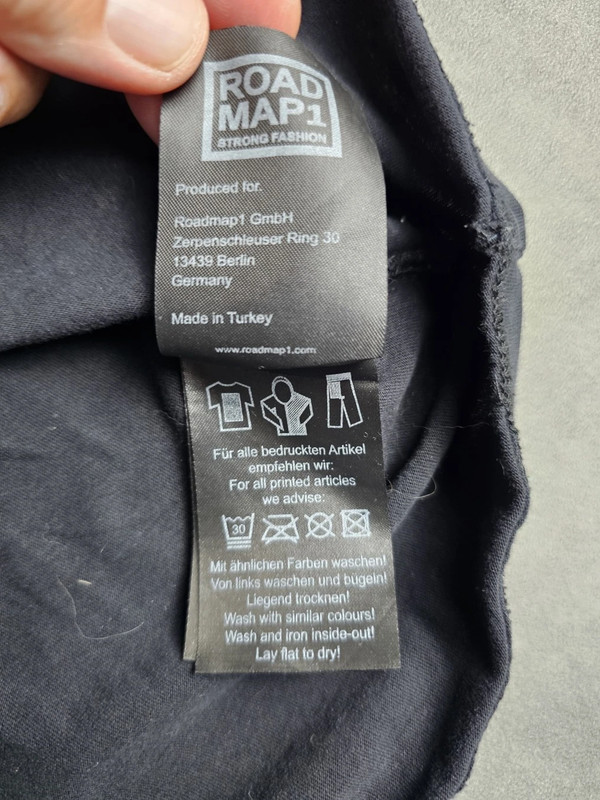 ROAD
MAP1
STRONG FASHION
Produced for.
Roadmap1 GmbH
Zerpenschleuser Ring 30
13439 Berlin
Germany
Made in Turkey
www.roadmap1.com
Für alle bedruckten Artikel
empfehlen wir:
For all printed articles
we advise:
30
Mit ähnlichen Farben waschen!
Von links waschen und bügeln!
Liegend trocknen!
Wash with similar colours!
Wash and iron inside-out!
Lay flat to dry!